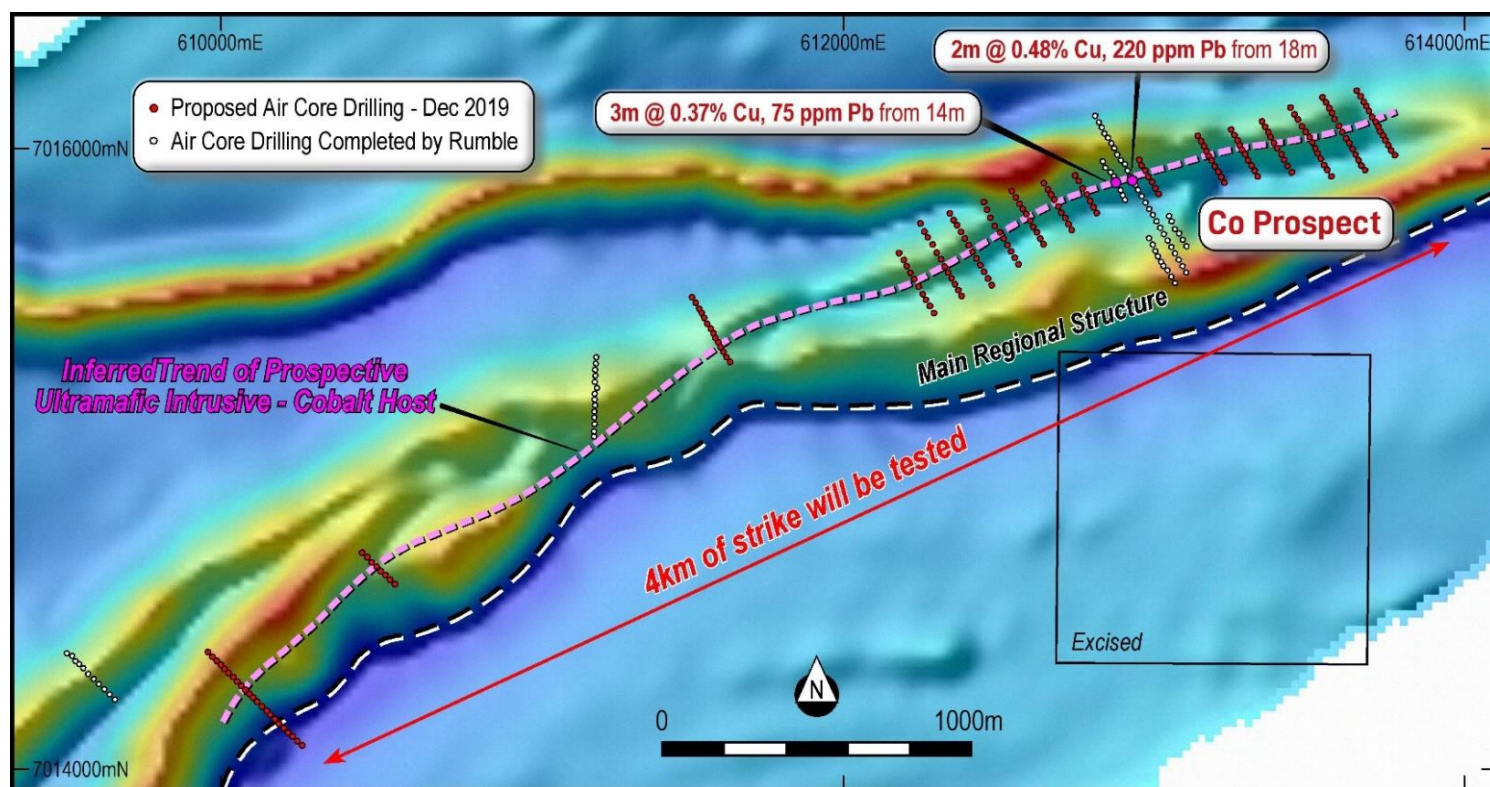 610000mE
612000mE
614000mE
2m @ 0.48% Cu, 220 ppm Pb from 18m
Proposed Air Core Drilling - Dec 2019
Air Core Drilling Completed by Rumble
3m @ 0.37% Cu, 75 ppm Pb from 14m
7016000mN
Co Prospect
Main Regional Structure
InferredTrend of Prospective
Ultramafic Intrusive - Cobalt Host
4km of strike will be tested
Excised
N
0
1000m
7014000mN